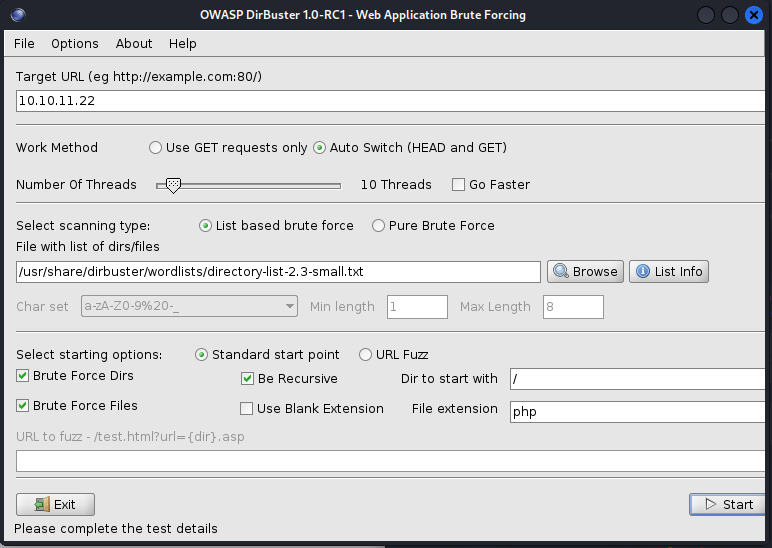 OWASP DirBuster 1.0-RC1 - Web Application Brute Forcing
File Options About Help
Target URL (eg http://example.com:80/)
10.10.11.22
Work Method Use GET requests only Auto Switch (HEAD and GET)
Number Of Threads 10 Threads Go Faster
Select scanning type: List based brute force Pure Brute Force
File with list of dirs/files
/usr/share/dirbuster/wordlists/directory-list-2.3-small.txt Browse List Info
Char set a-zA-Z0-9%20-_ Min length 1 Max Length 8
Select starting options: Standard start point URL Fuzz
Brute Force Dirs Be Recursive Dir to start with /
Brute Force Files Use Blank Extension File extension php
URL to fuzz - /test.html?url={dir}.asp
Exit Start
Please complete the test details